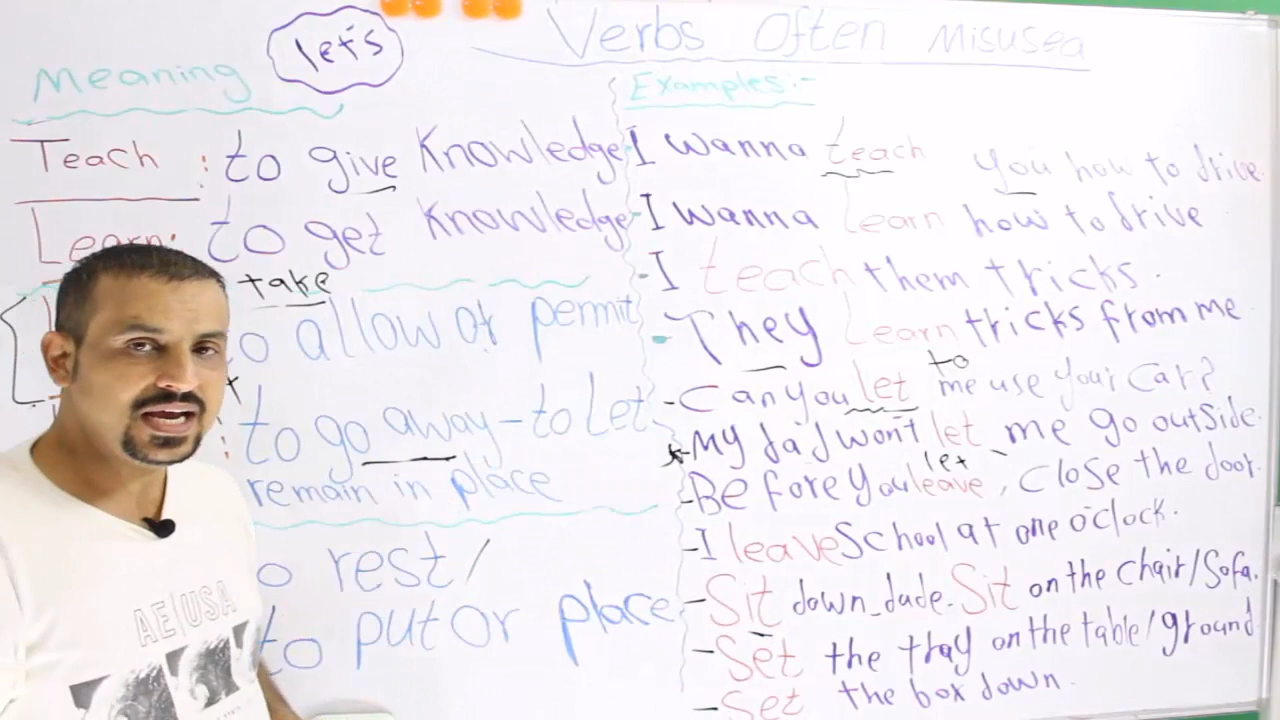 let's
Verbs Often Misused
Meaning
Examples:-
Teach : to give Knowledge
Learn: to get Knowledge
take
to allow or permit
to go away - to Let
remain in place
to rest/
to put or place
-I wanna teach you how to drive.
-I wanna learn how to drive
-I teach them tricks.
-They learn tricks from me
to
-Can you let me use your Car?
-My dad won't let me go outside.
let
-Before you leave, close the door.
-I leave School at one o'clock.
-Sit down dude. Sit on the chair/Sofa.
-Set the tray on the table/ground.
-Set the box down.
AE/USA